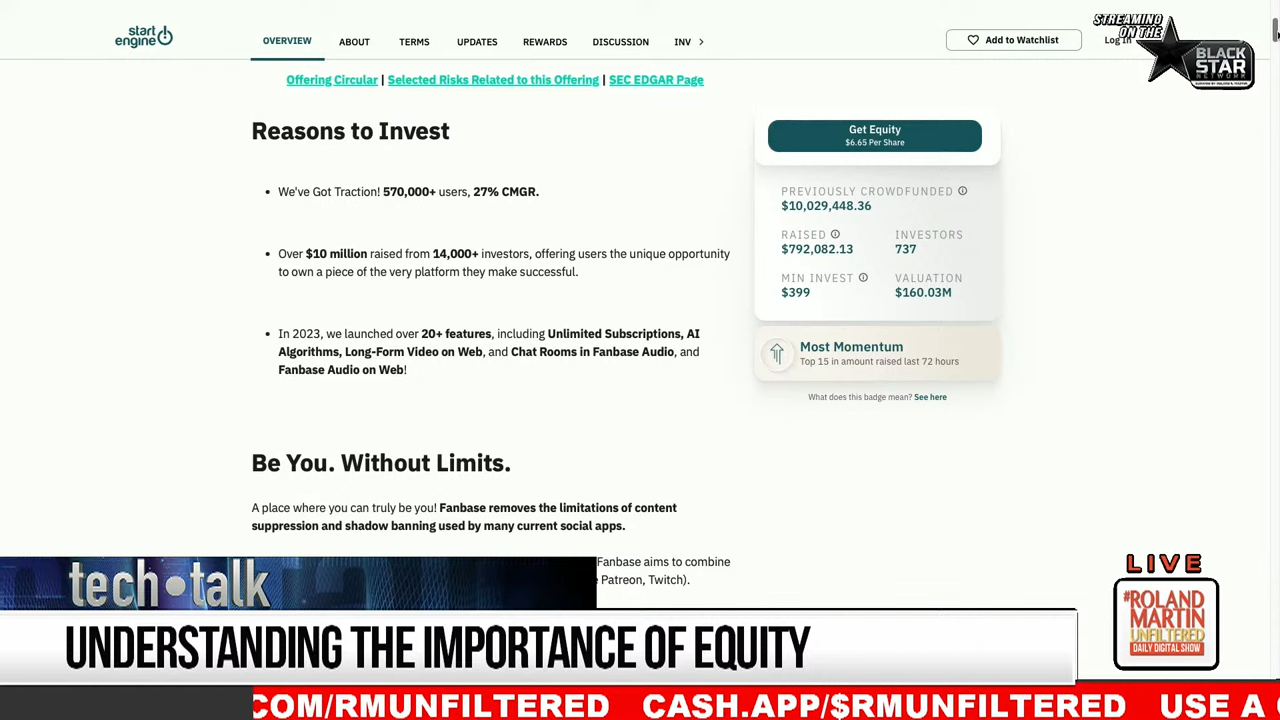 start
engine
OVERVIEW
ABOUT
TERMS
UPDATES
REWARDS
DISCUSSION
INV
Add to Watchlist
Log In
STREAMING
ON THE
BLACK
STAR
NETWORK
Offering Circular | Selected Risks Related to this Offering | SEC EDGAR Page
Reasons to Invest
• We've Got Traction! 570,000+ users, 27% CMGR.
• Over $10 million raised from 14,000+ investors, offering users the unique opportunity
to own a piece of the very platform they make successful.
• In 2023, we launched over 20+ features, including Unlimited Subscriptions, AI
Algorithms, Long-Form Video on Web, and Chat Rooms in Fanbase Audio, and
Fanbase Audio on Web!
Get Equity
$6.65 Per Share
PREVIOUSLY CROWDFUNDED
$10,029,448.36
RAISED
$792,082.13
INVESTORS
737
MIN INVEST
$399
VALUATION
$160.03M
Most Momentum
Top 15 in amount raised last 72 hours
What does this badge mean? See here
Be You. Without Limits.
A place where you can truly be you! Fanbase removes the limitations of content
suppression and shadow banning used by many current social apps.
Fanbase aims to combine
Patreon, Twitch).
tech•talk
UNDERSTANDING THE IMPORTANCE OF EQUITY
LIVE
#ROLAND
MARTIN
UNFILTERED
DAILY DIGITAL SHOW
COM/RMUNFILTERED CASH.APP/$RMUNFILTERED USE A